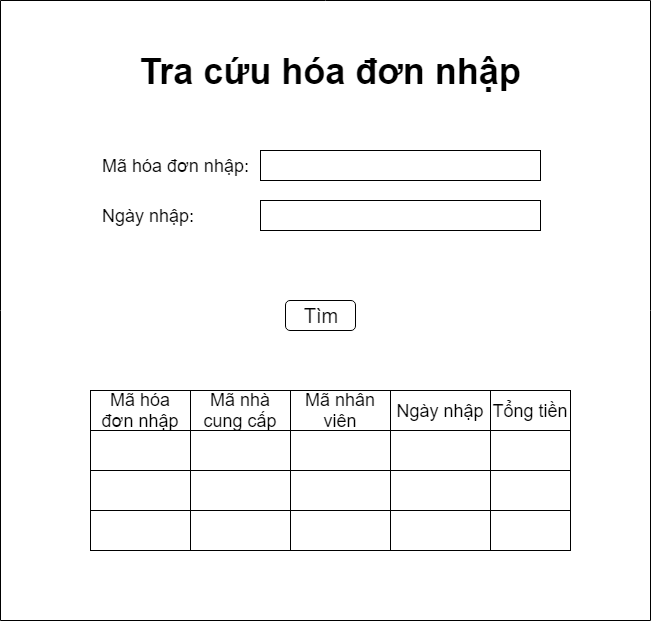 Tra cứu hóa đơn nhập
Mã hóa đơn nhập:
Ngày nhập:
Tìm
Mã hóa
đơn nhập
Mã nhà
cung cấp
Mã nhân
viên
Ngày nhập
Tổng tiền